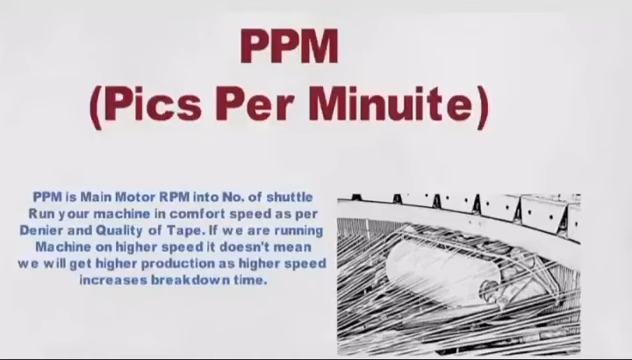 PPM
(Pics Per Minuite)
PPM is Main Motor RPM into No. of shuttle
Run your machine in comfort speed as per
Denier and Quality of Tape. If we are running
Machine on higher speed it doesn't mean
we will get higher production as higher speed
increases breakdown time.